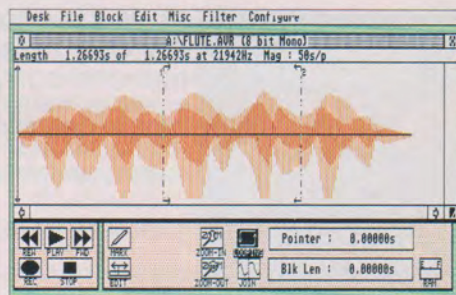 Desk File Block Edit Misc Filter Configure
A:\FLUTE.AVR (8 bit Mono)
Length 1.26693s of 1.26693s at 21942Hz Mag : 50s/p
1 2
REW PLAY FWD
REC STOP
MARK
EDIT
ZOOM-IN
ZOOM-OUT JOIN
Pointer : 0.00000s
Blk Len : 0.00000s
E F
RAM